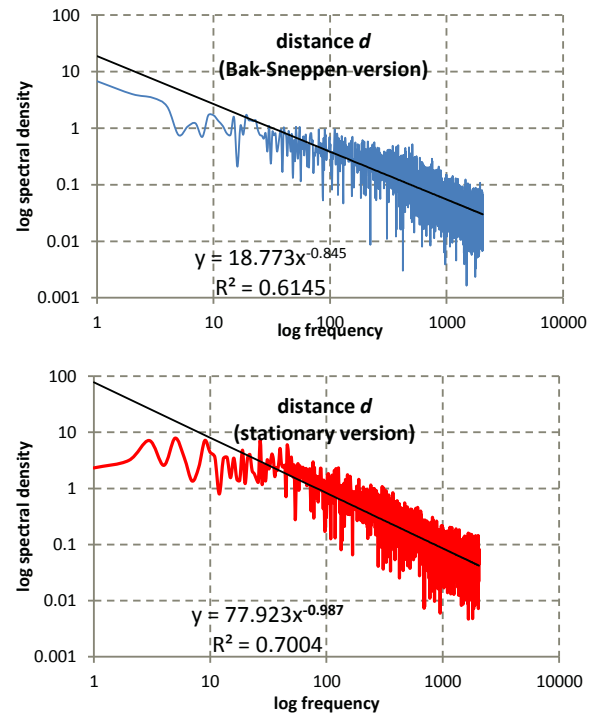 100
10
1
0.1
0.01
0.001
log spectral density
distance d
(Bak-Sneppen version)
y = 18.773x^-0.845
R² = 0.6145
1 10 100 1000 10000
log frequency
100
10
1
0.1
0.01
0.001
log spectral density
distance d
(stationary version)
y = 77.923x^-0.987
R² = 0.7004
1 10 100 1000 10000
log frequency